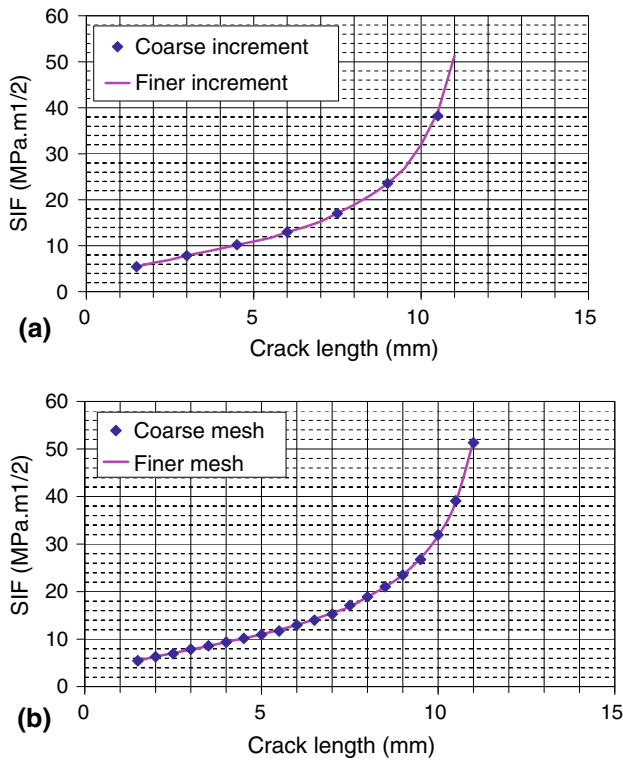 60
50
40
30
20
10
0
SIF (MPa.m1/2)
Coarse increment
Finer increment
0 5 10 15
Crack length (mm)
(a)
60
50
40
30
20
10
0
SIF (MPa.m1/2)
Coarse mesh
Finer mesh
0 5 10 15
Crack length (mm)
(b)